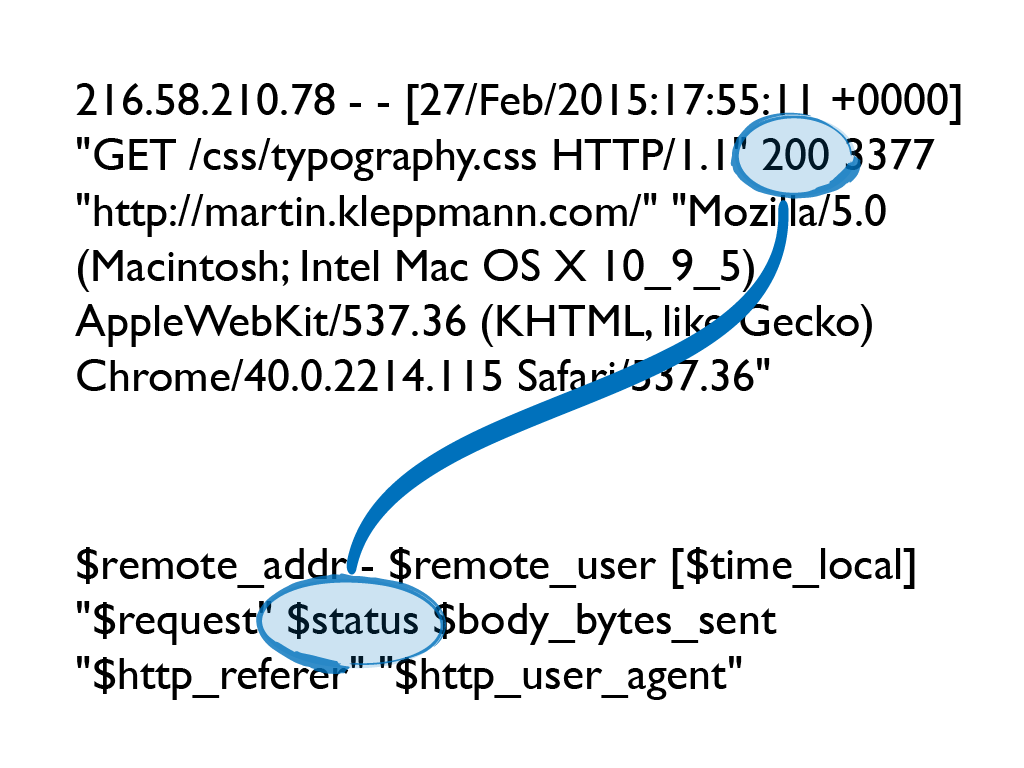 216.58.210.78 - - [27/Feb/2015:17:55:11 +0000]
"GET /css/typography.css HTTP/1.1" 200 3377
"http://martin.kleppmann.com/" "Mozilla/5.0
(Macintosh; Intel Mac OS X 10_9_5)
AppleWebKit/537.36 (KHTML, like Gecko)
Chrome/40.0.2214.115 Safari/537.36"
$remote_addr - $remote_user [$time_local]
"$request" $status $body_bytes_sent
"$http_referer" "$http_user_agent"